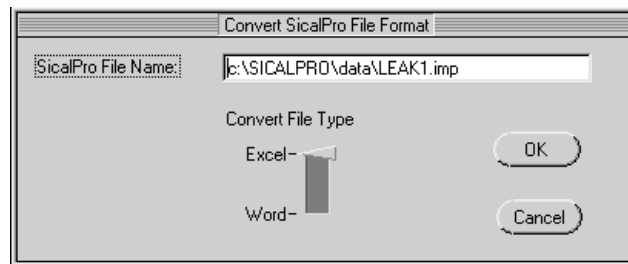 Convert SicalPro File Format
SicalPro File Name: c:\SICALPRO\data\LEAK1.imp
Convert File Type
Excel-
OK
Word-
Cancel